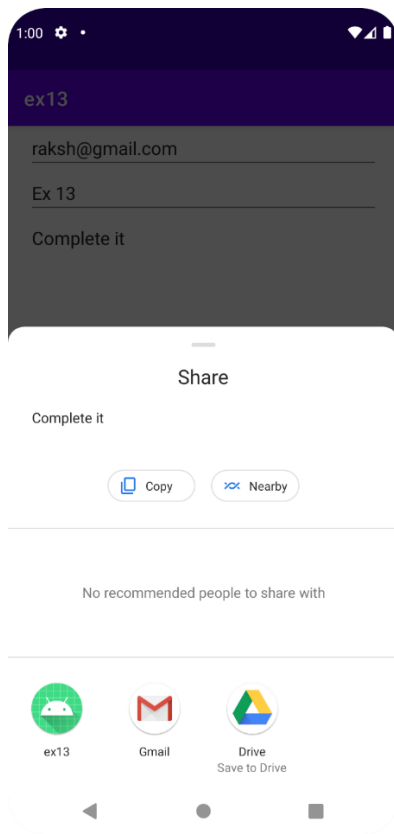 1:00
ex13
raksh@gmail.com
Ex 13
Complete it
Share
Complete it
Copy Nearby
No recommended people to share with
ex13 Gmail Drive
Save to Drive